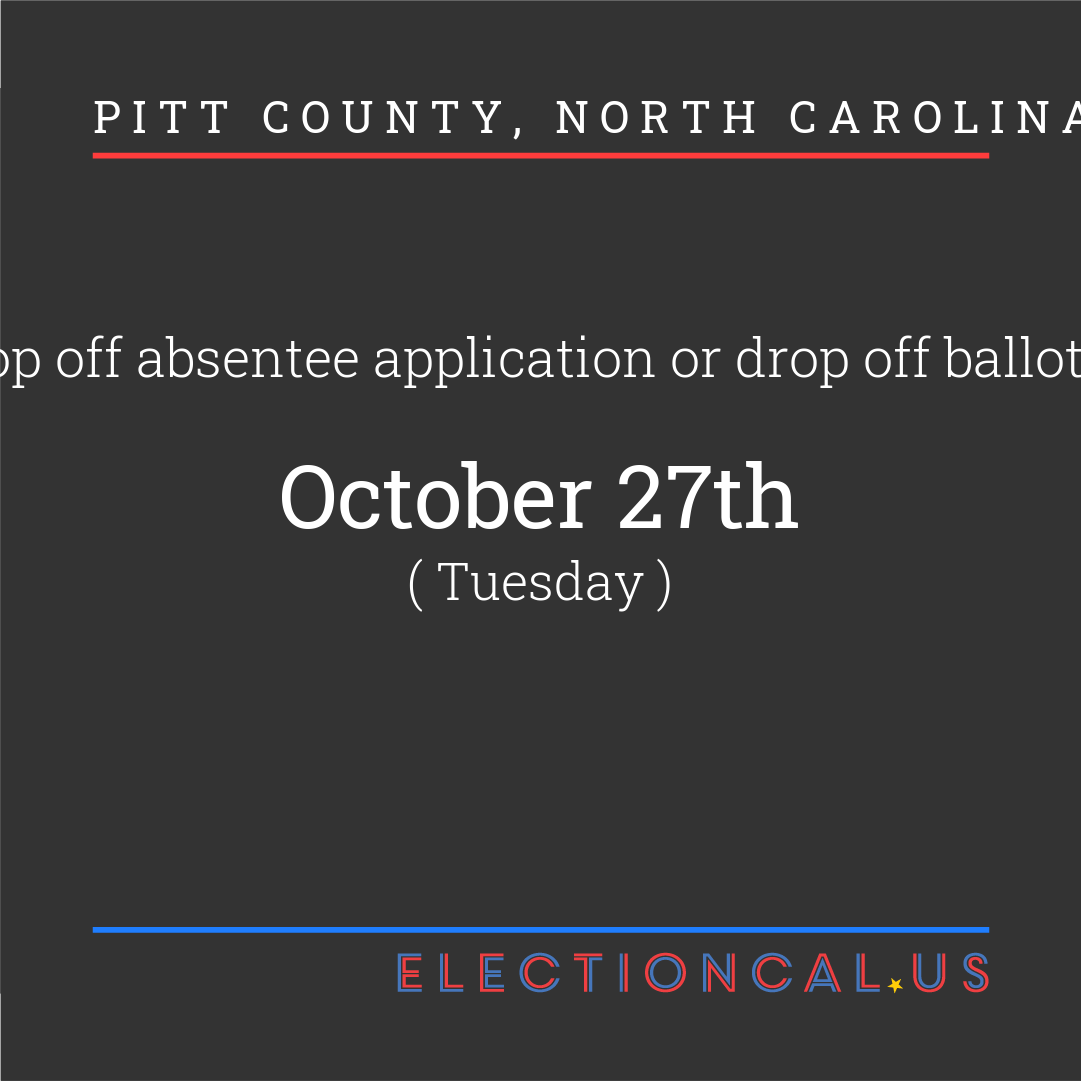 PITT COUNTY, NORTH CAROLINA
op off absentee application or drop off ballot
October 27th
( Tuesday )
ELECTIONCAL.US